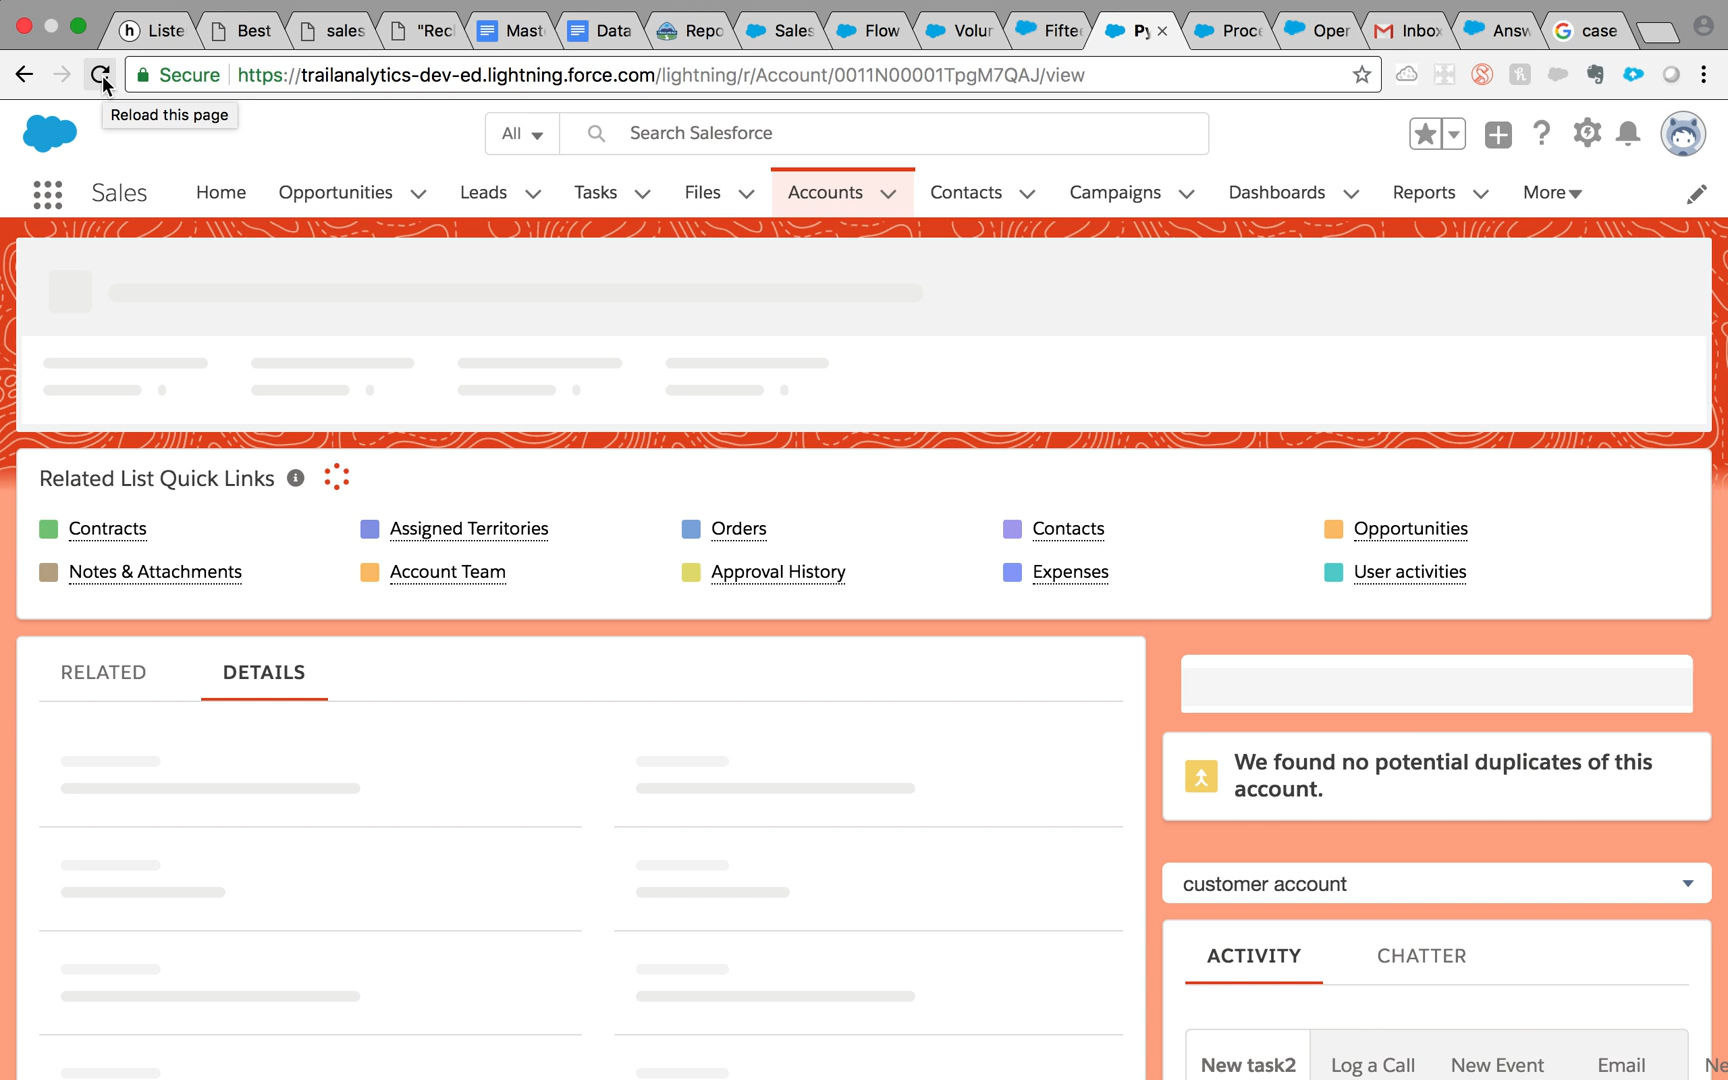 Liste Best sales "Recl Mast Data Repo Sales Flow Volun Fifte Py Proce Oper Inbox Answ case
Secure https://trailanalytics-dev-ed.lightning.force.com/lightning/r/Account/0011N00001TpgM7QAJ/view
Reload this page
All Search Salesforce
Sales Home Opportunities Leads Tasks Files Accounts Contacts Campaigns Dashboards Reports More
Related List Quick Links
Contracts Assigned Territories Orders Contacts Opportunities
Notes & Attachments Account Team Approval History Expenses User activities
RELATED DETAILS
We found no potential duplicates of this
account.
customer account
ACTIVITY CHATTER
New task2 Log a Call New Event Email Ne